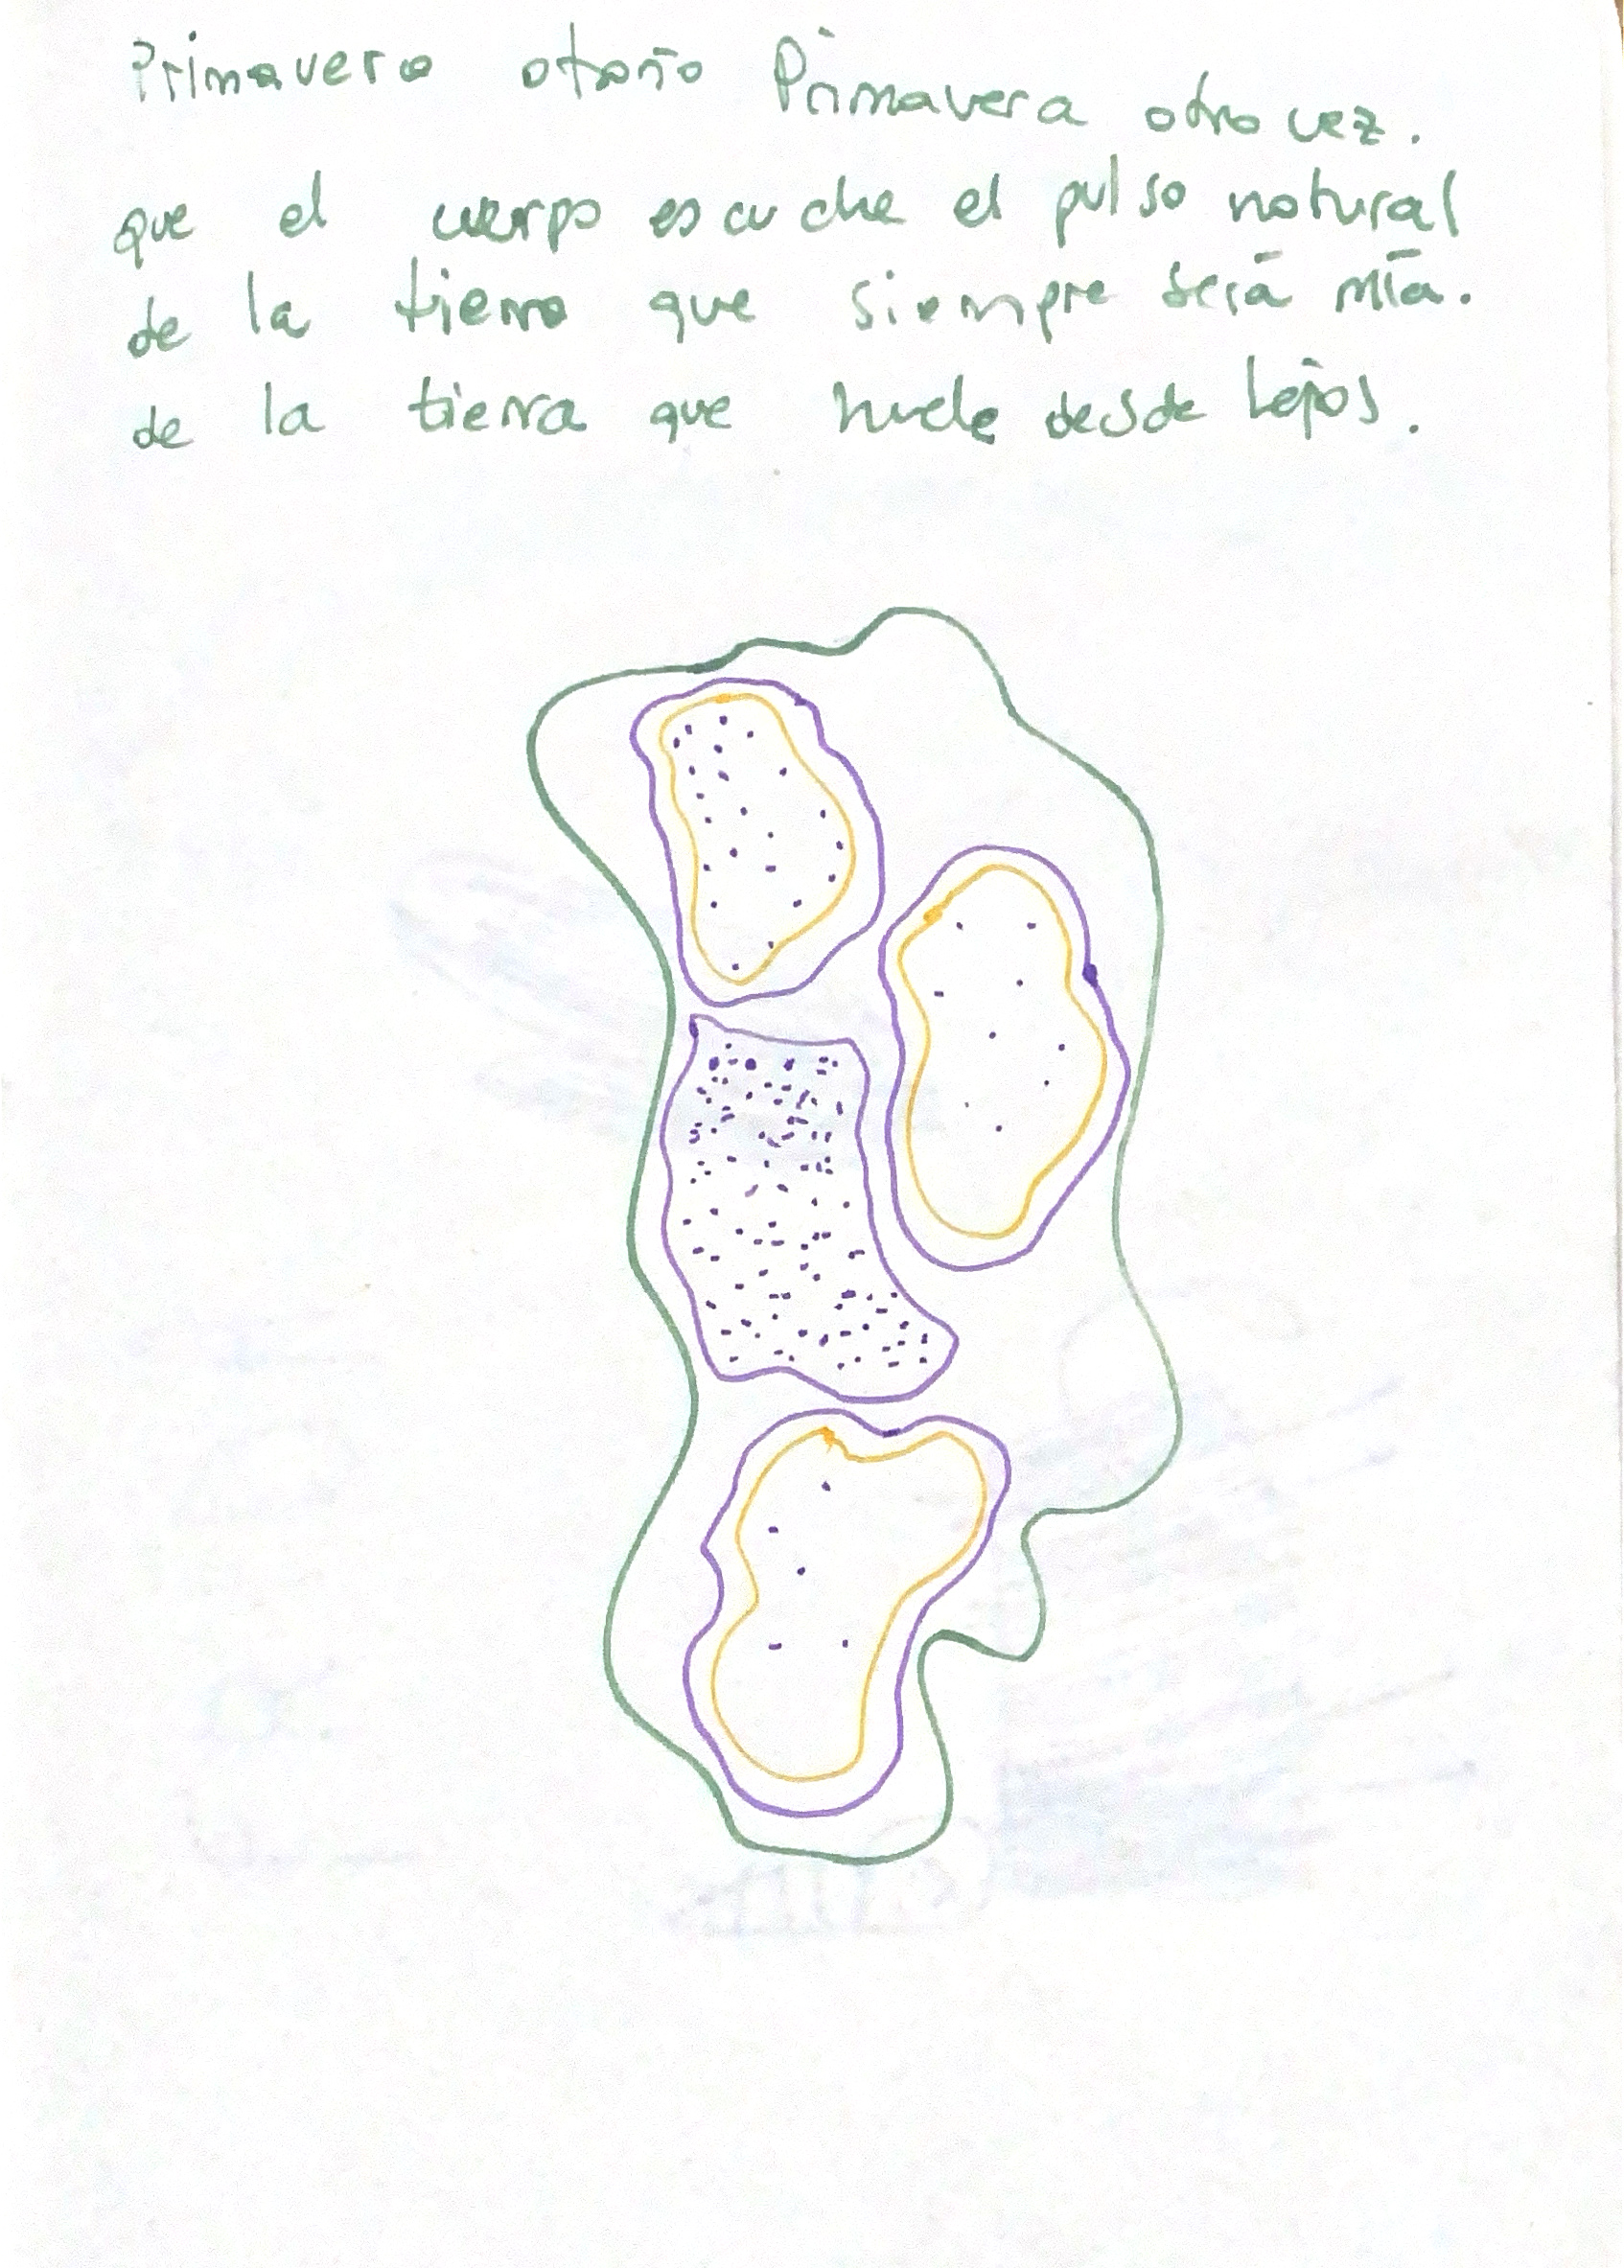 Primavera otoño Primavera otra vez.
que el cuerpo escuche el pulso natural
de la tierra que siempre será mía.
de la tierra que huele desde lejos.